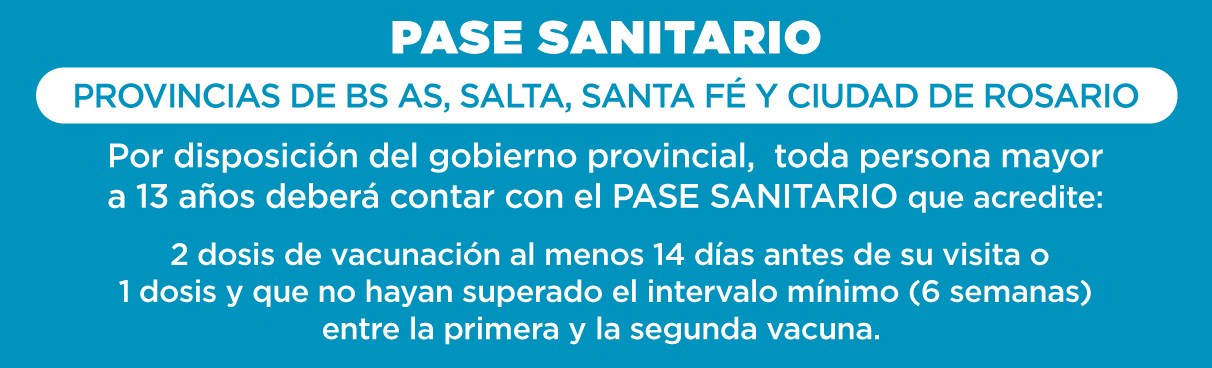 PASE SANITARIO
PROVINCIAS DE BS AS, SALTA, SANTA FÉ Y CIUDAD DE ROSARIO
Por disposición del gobierno provincial, toda persona mayor
a 13 años deberá contar con el PASE SANITARIO que acredite:
2 dosis de vacunación al menos 14 días antes de su visita o
1 dosis y que no hayan superado el intervalo mínimo (6 semanas)
entre la primera y la segunda vacuna.